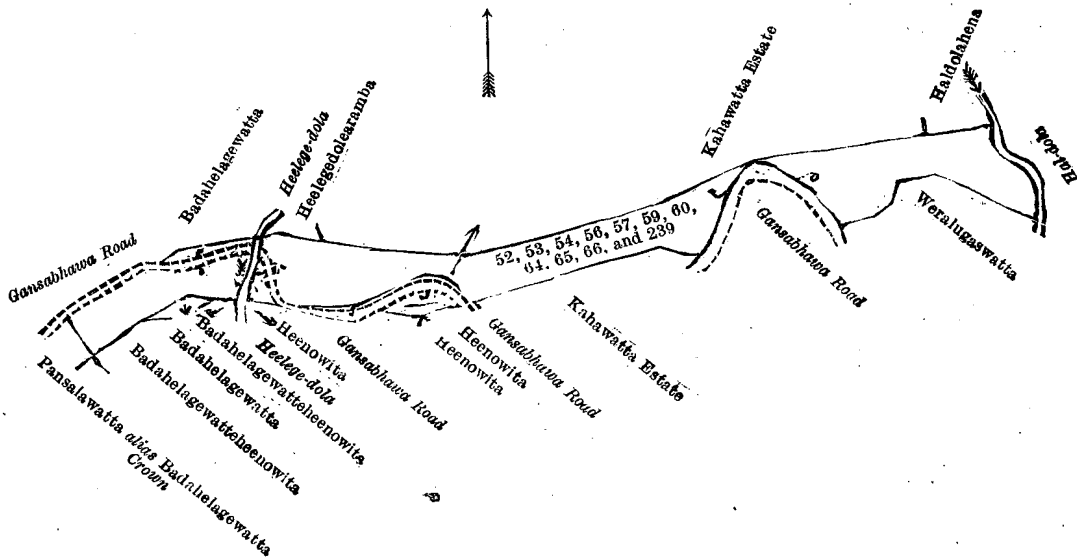 Gansabhawa Road
Badahelagewatta
Heelege-dola
Heelegedolearamba
Kahawatta Estate
Haldolahena
Hal-dola
52, 53, 54, 56, 57, 59, 60,
64, 65, 66, and 239
Weralugaswatta
Gansabhawa Road
Kahawatta Estate
Gansabhawa Road
Heenowita
Heenowita
Gansabhawa Road
Heenowita
Heelege-dola
Badahelagewatteheenowita
Badahelagewatta
Badahelagewatteheenowita
Pansalawatta alias Badahelagewatta
Crown